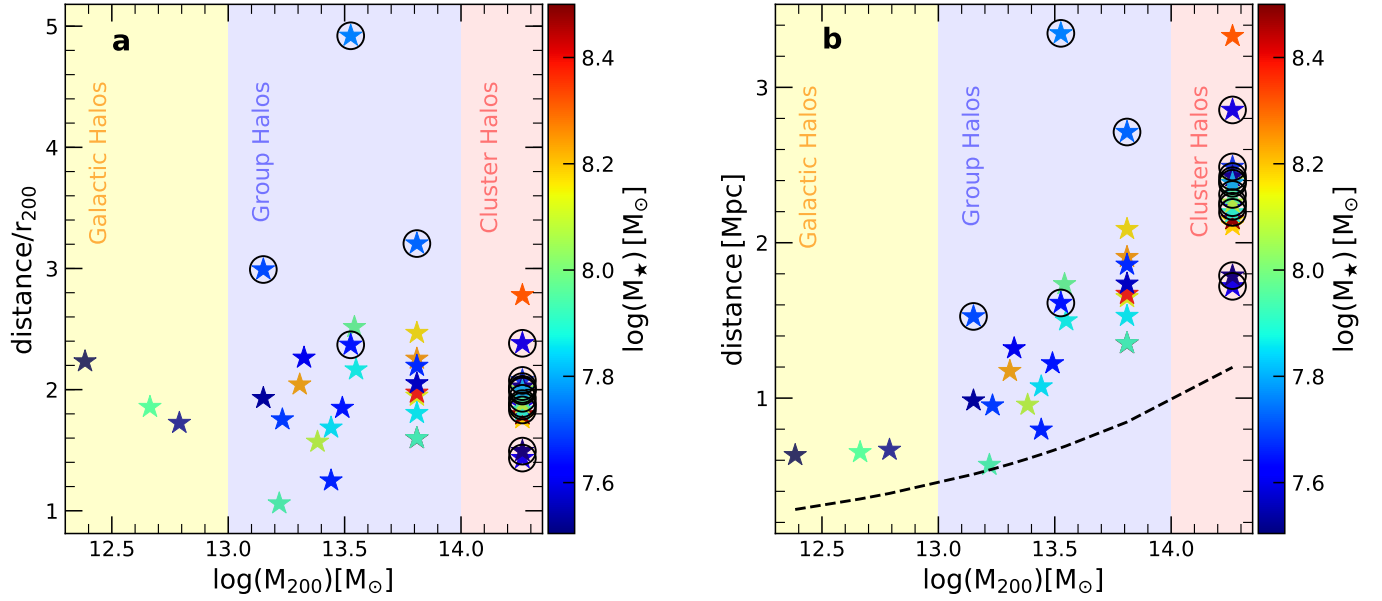 a
Galactic Halos
Group Halos
Cluster Halos
5
4
3
2
1
distance/r₂₀₀
12.5 13.0 13.5 14.0
log(M₂₀₀)[M☉]
8.4
8.2
8.0
7.8
7.6
log(M★) [M☉]
b
Galactic Halos
Group Halos
Cluster Halos
3
2
1
distance [Mpc]
12.5 13.0 13.5 14.0
log(M₂₀₀)[M☉]
8.4
8.2
8.0
7.8
7.6
log(M★) [M☉]